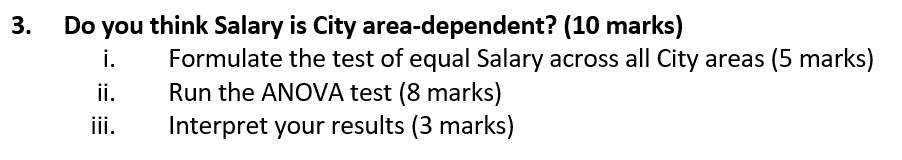 3. Do you think Salary is City area-dependent? (10 marks)
i. Formulate the test of equal Salary across all City areas (5 marks)
ii. Run the ANOVA test (8 marks)
iii. Interpret your results (3 marks)